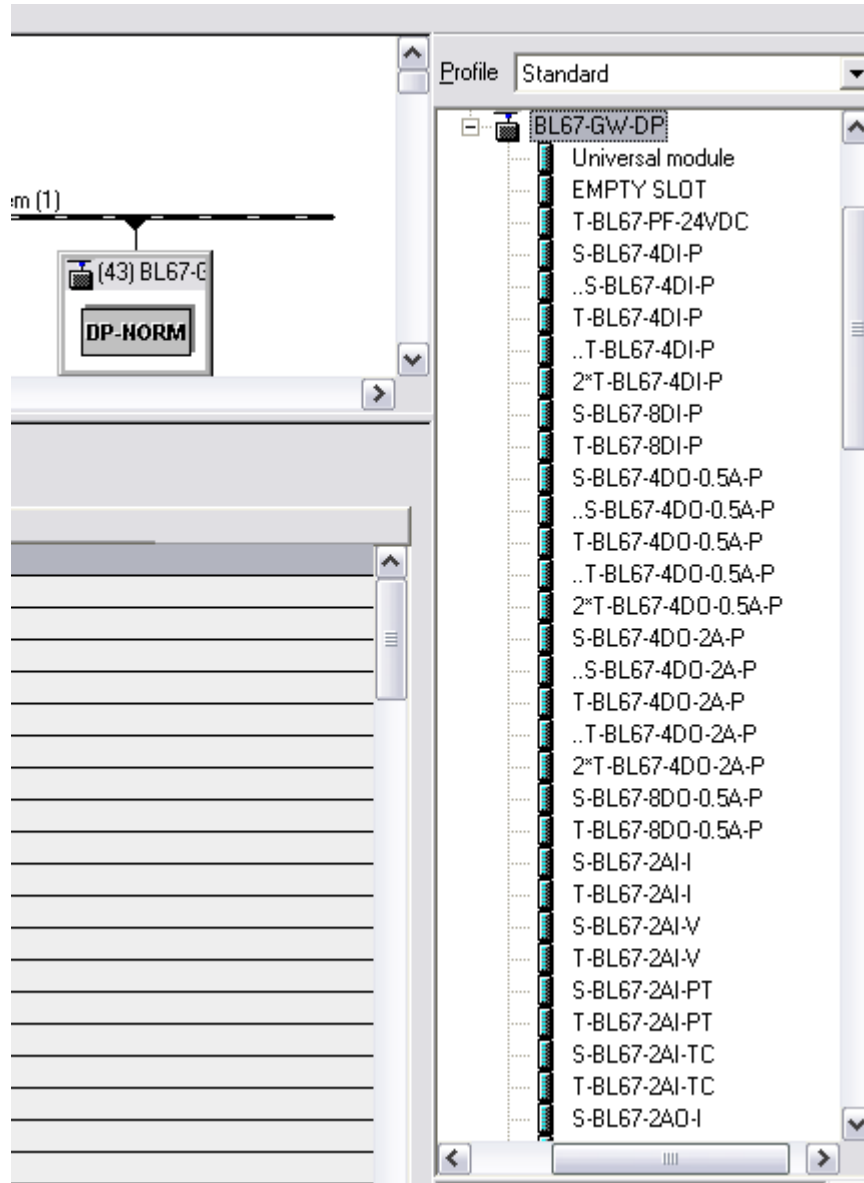 Profile Standard
BL67-GW-DP
Universal module
EMPTY SLOT
T-BL67-PF-24VDC
S-BL67-4DI-P
..S-BL67-4DI-P
T-BL67-4DI-P
..T-BL67-4DI-P
2*T-BL67-4DI-P
S-BL67-8DI-P
T-BL67-8DI-P
S-BL67-4DO-0.5A-P
..S-BL67-4DO-0.5A-P
T-BL67-4DO-0.5A-P
..T-BL67-4DO-0.5A-P
2*T-BL67-4DO-0.5A-P
S-BL67-4DO-2A-P
..S-BL67-4DO-2A-P
T-BL67-4DO-2A-P
..T-BL67-4DO-2A-P
2*T-BL67-4DO-2A-P
S-BL67-8DO-0.5A-P
T-BL67-8DO-0.5A-P
S-BL67-2AI-I
T-BL67-2AI-I
S-BL67-2AI-V
T-BL67-2AI-V
S-BL67-2AI-PT
T-BL67-2AI-PT
S-BL67-2AI-TC
T-BL67-2AI-TC
S-BL67-2AO-I
em (1)
(43) BL67-G
DP-NORM